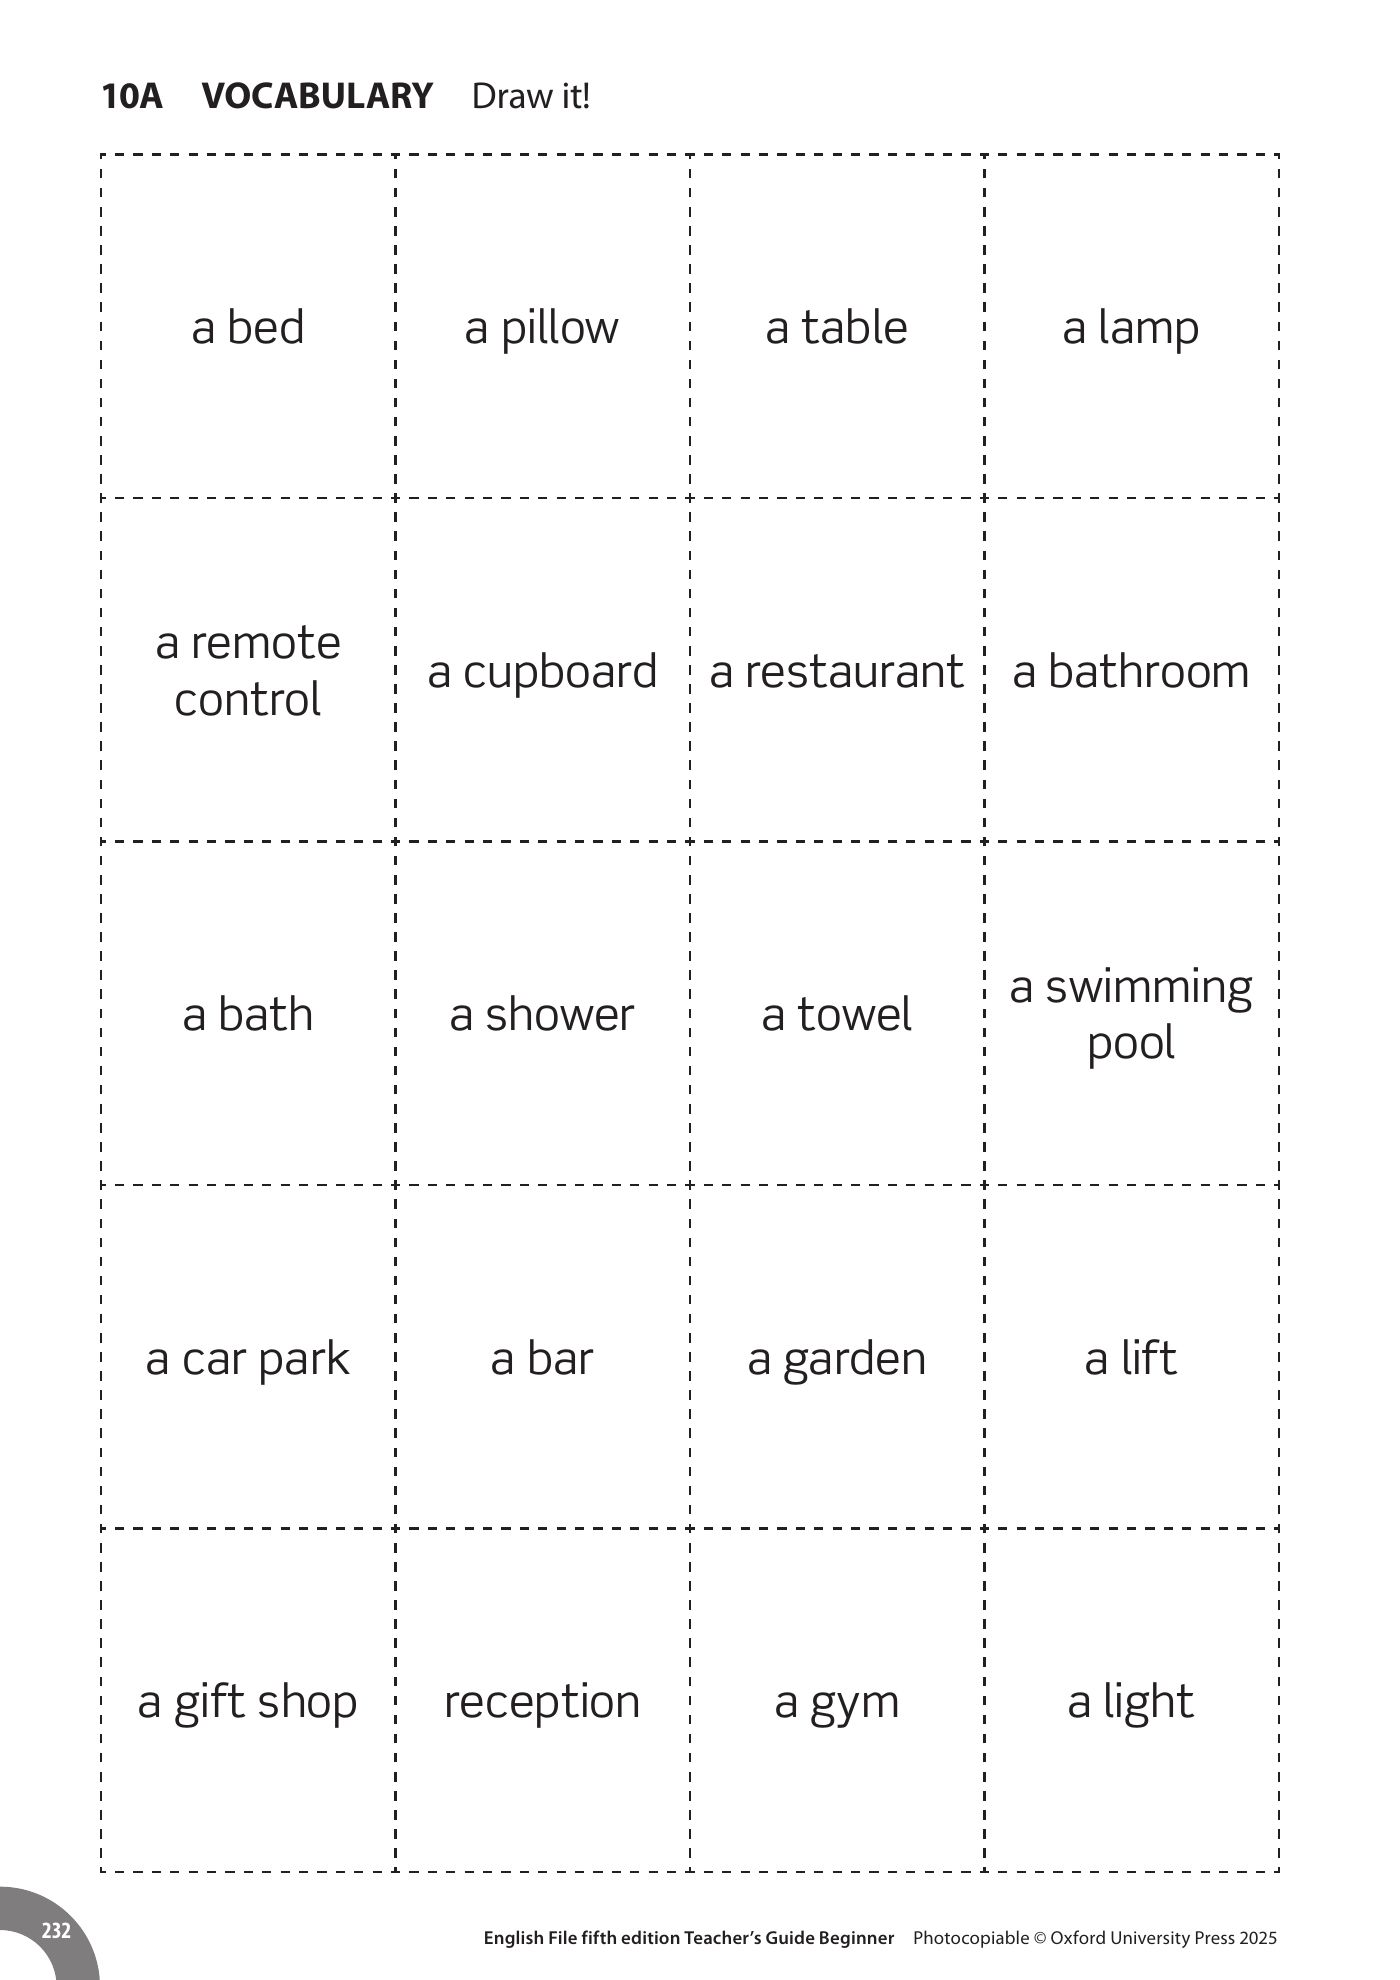 10A VOCABULARY Draw it!
a bed
a pillow
a table
a lamp
a remote
control
a cupboard
a restaurant
a bathroom
a bath
a shower
a towel
a swimming
pool
a car park
a bar
a garden
a lift
a gift shop
reception
a gym
a light
232
English File fifth edition Teacher’s Guide Beginner Photocopiable © Oxford University Press 2025